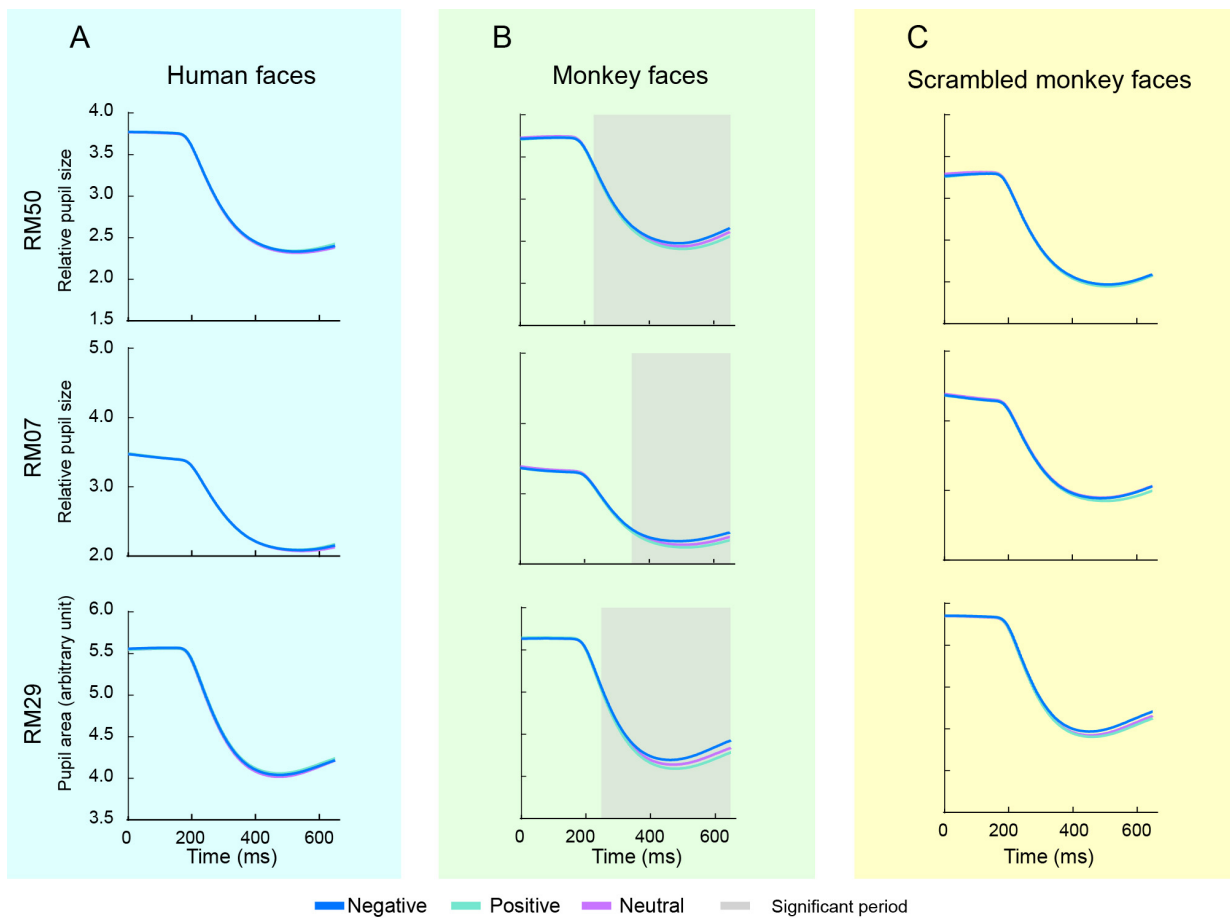 A
Human faces
B
Monkey faces
C
Scrambled monkey faces
RM50
Relative pupil size
4.0
3.5
3.0
2.5
2.0
1.5
RM07
Relative pupil size
5.0
4.0
3.0
2.0
RM29
Pupil area (arbitrary unit)
6.0
5.5
5.0
4.5
4.0
3.5
0 200 400 600
Time (ms)
0 200 400 600
Time (ms)
0 200 400 600
Time (ms)
Negative Positive Neutral Significant period